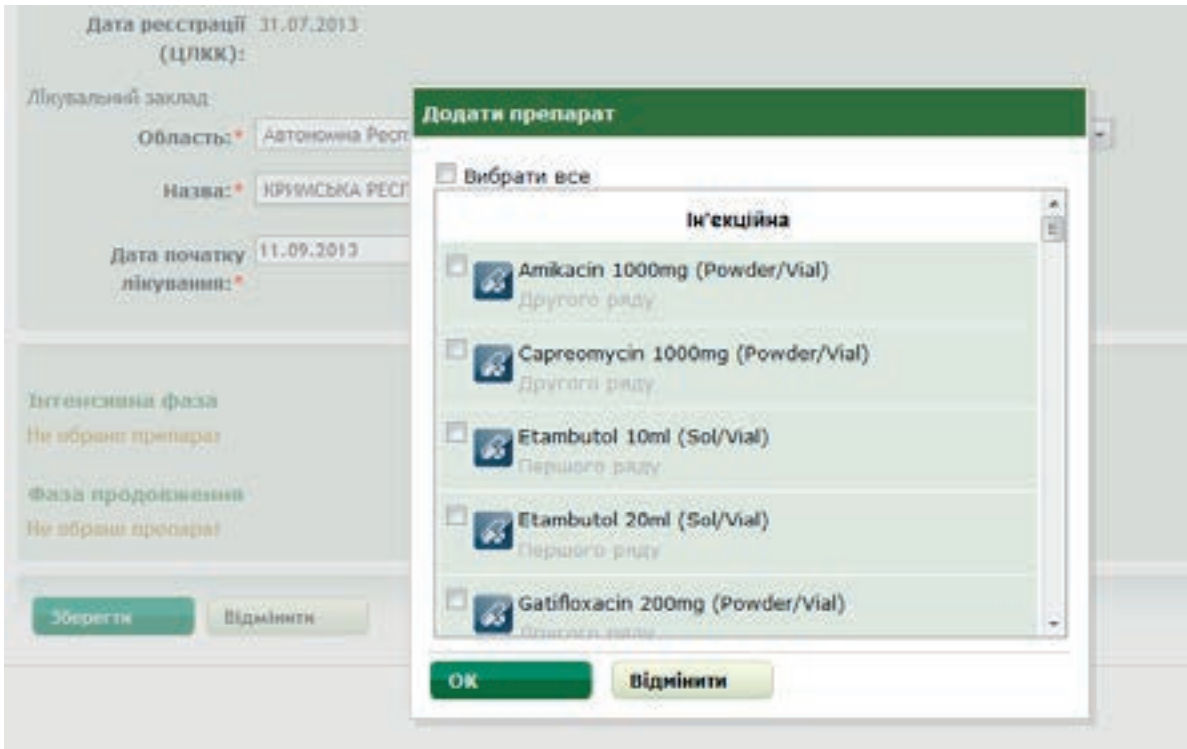 Дата реєстрації 31.07.2013
(ЦЛКК):
Лікувальний заклад
Область:* Автономна Респ
Назва:* КРИМСЬКА РЕСП
Дата початку 11.09.2013
лікування:*
Інтенсивна фаза
Не обрано препарат
Фаза продовження
Не обрано препарат
Зберегти Відмінити
Додати препарат
Вибрати все
Ін'єкційна
Amikacin 1000mg (Powder/Vial)
Другого ряду
Capreomycin 1000mg (Powder/Vial)
Другого ряду
Etambutol 10ml (Sol/Vial)
Першого ряду
Etambutol 20ml (Sol/Vial)
Першого ряду
Gatifloxacin 200mg (Powder/Vial)
Другого ряду
ОК Відмінити